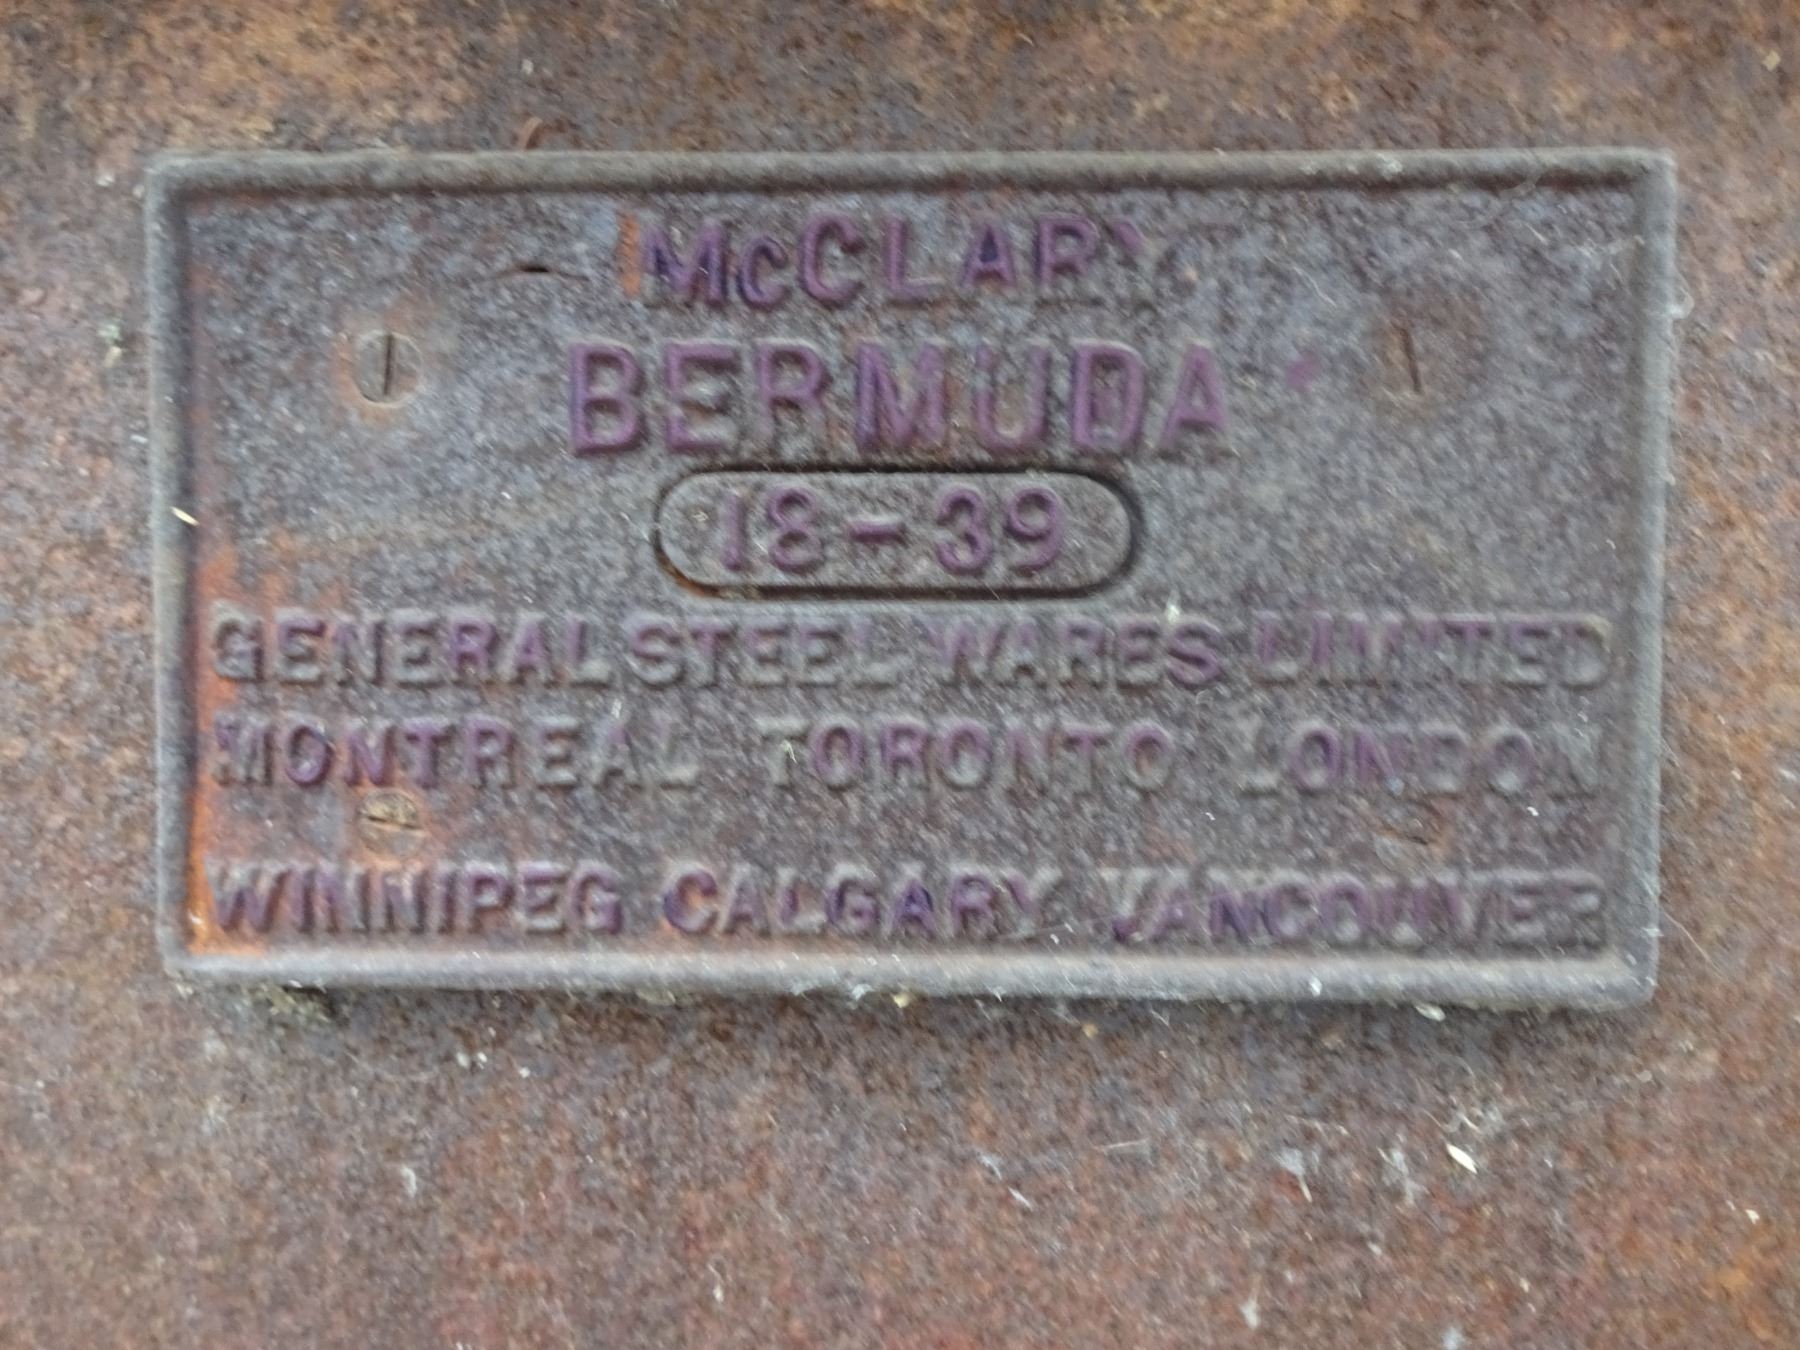 McCLARY
BERMUDA
18-39
GENERAL STEEL WARES LIMITED
MONTREAL TORONTO LONDON
WINNIPEG CALGARY VANCOUVER